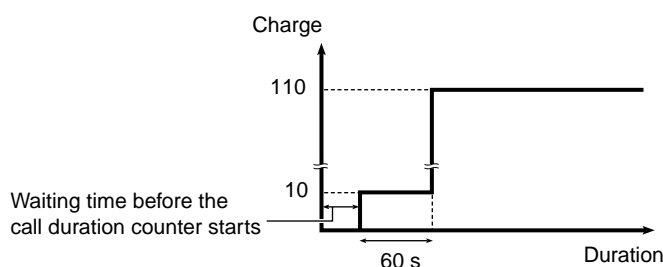 Charge
110
10
Waiting time before the
call duration counter starts
60 s
Duration